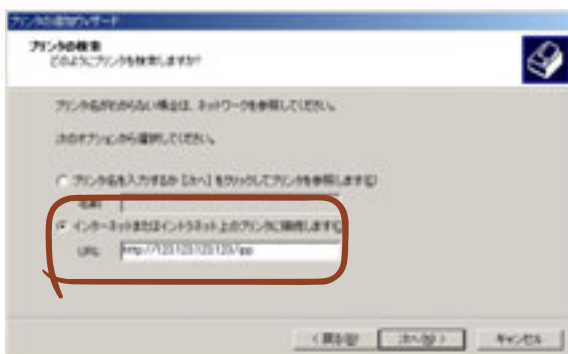 プリンタの追加ウィザード
プリンタの検索
どのようにプリンタを検索しますか?
プリンタ名がわからない場合は、ネットワークを参照してください。
次のオプションから選択してください。
プリンタ名を入力するか [次へ] をクリックしてプリンタを参照します(E)
名前
インターネットまたはイントラネット上のプリンタに接続します(
URL http://123.123.123.123/ipp
< 戻る(B) 次へ(N) > キャンセル